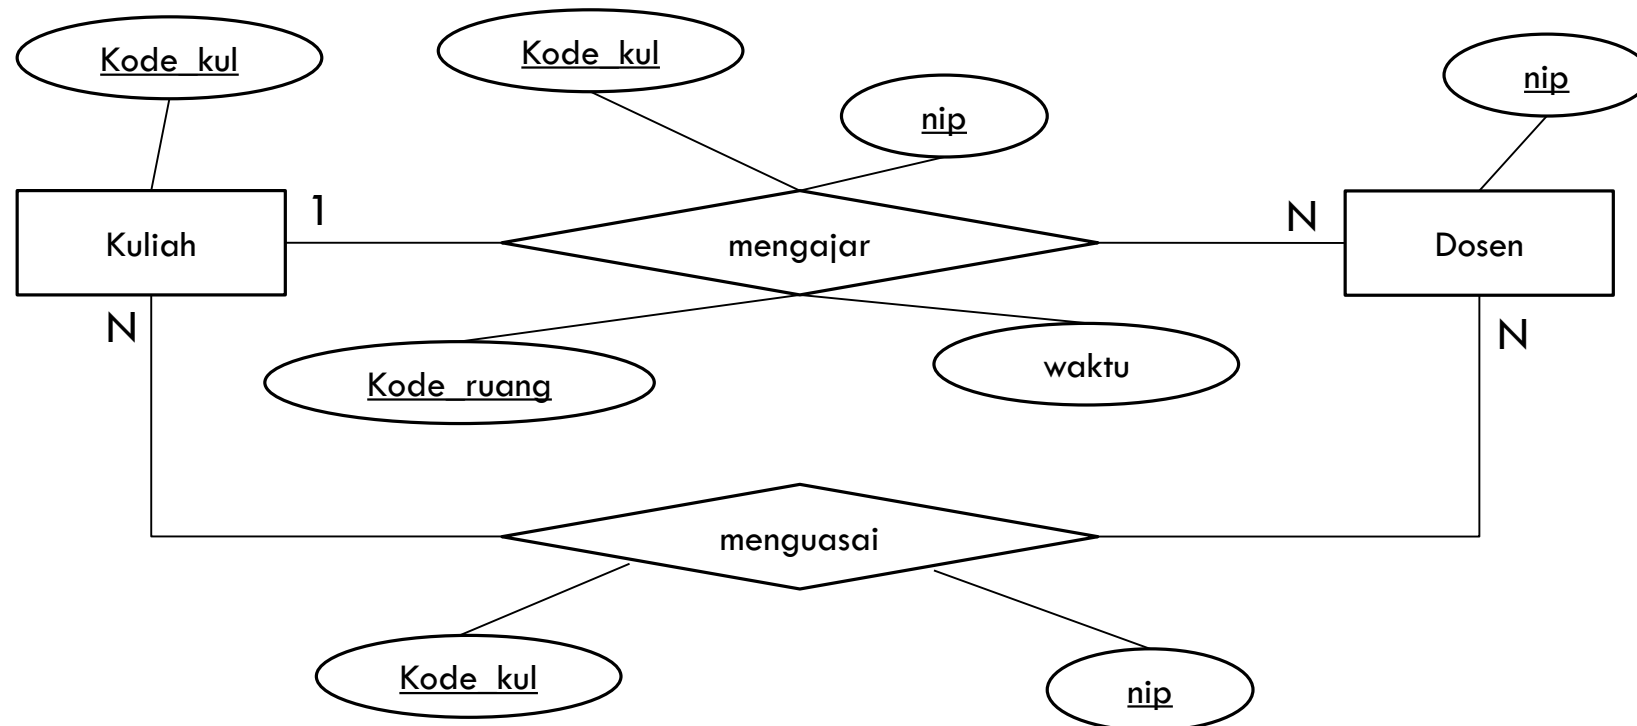 Kode_kul
Kode_kul
nip
nip
Kuliah
1
mengajar
N
Dosen
N
N
Kode_ruang
waktu
menguasai
Kode_kul
nip